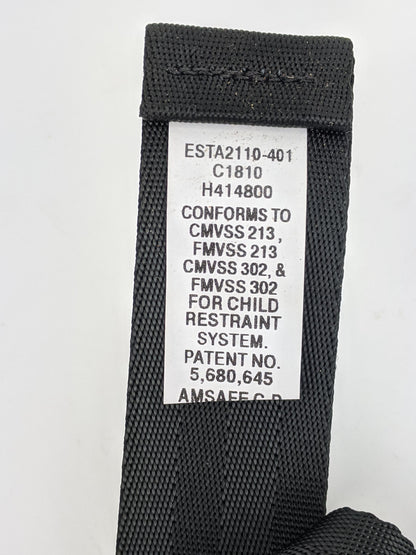 ESTA2110-401
C1810
H414800
CONFORMS TO
CMVSS 213 ,
FMVSS 213
CMVSS 302, &
FMVSS 302
FOR CHILD
RESTRAINT
SYSTEM.
PATENT NO.
5,680,645
AMSAFE C.P.